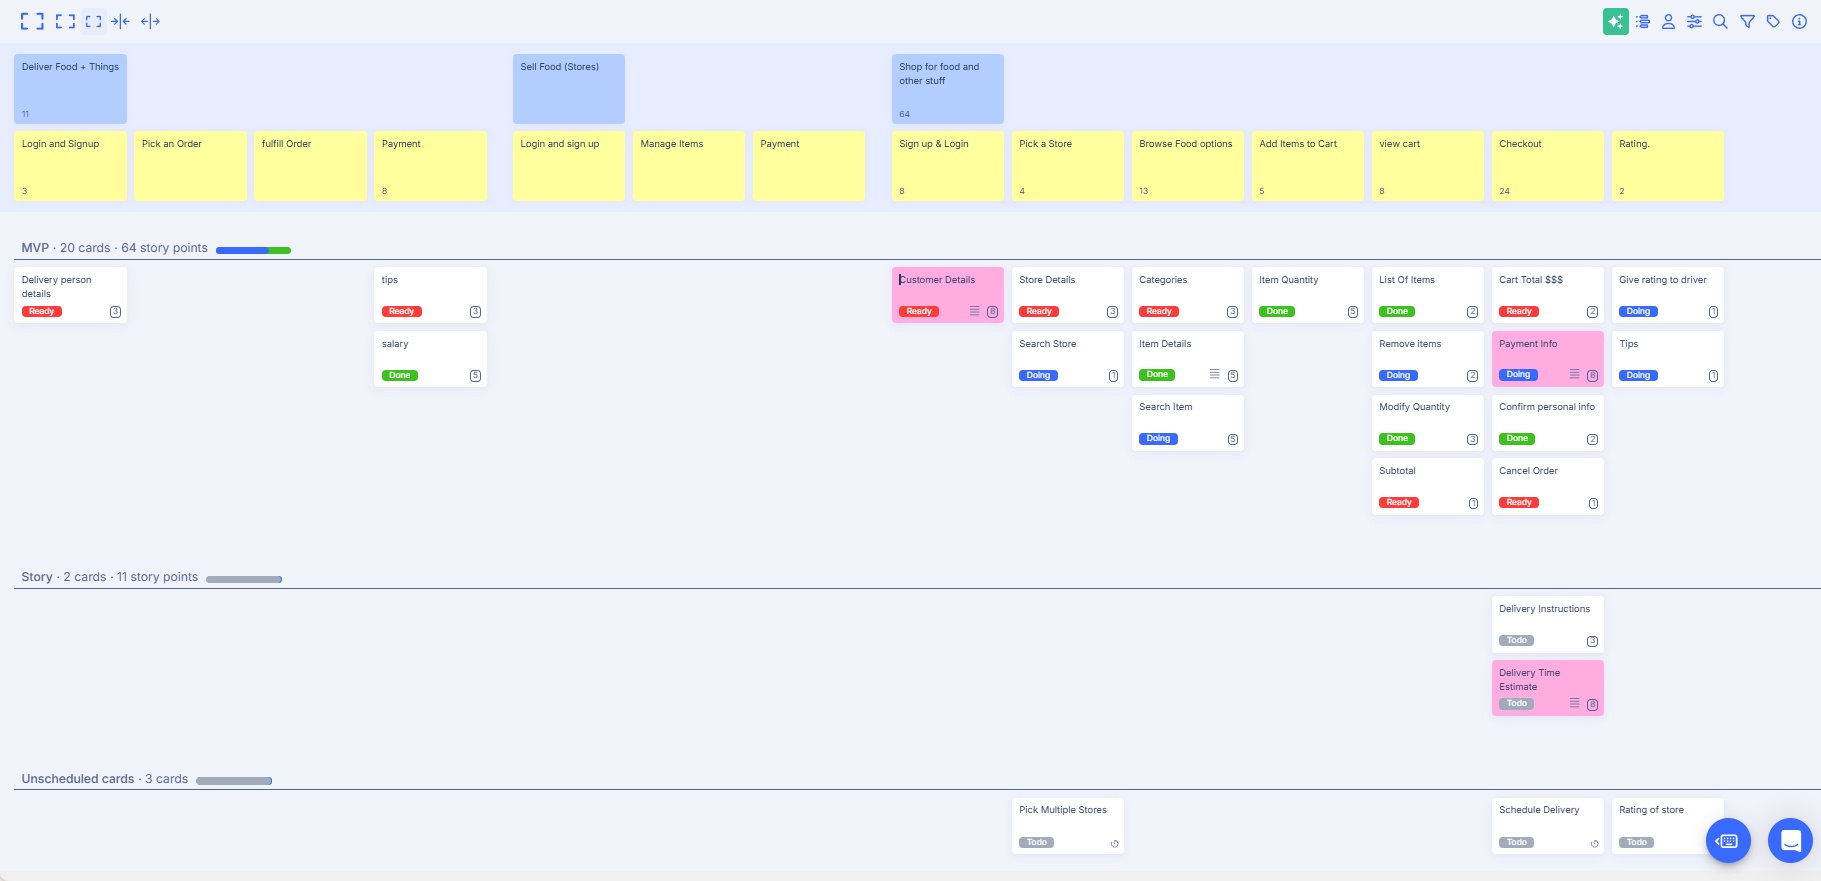 Deliver Food + Things
11
Sell Food (Stores)
Shop for food and
other stuff
64
Login and Signup
3
Pick an Order
fulfill Order
Payment
8
Login and sign up
Manage Items
Payment
Sign up & Login
8
Pick a Store
4
Browse Food options
13
Add Items to Cart
5
view cart
8
Checkout
24
Rating.
2
MVP · 20 cards · 64 story points
Delivery person
details
Ready 3
tips
Ready 3
Customer Details
Ready 8
Store Details
Ready 3
Categories
Ready 3
Item Quantity
Done 5
List Of Items
Done 2
Cart Total $$$
Ready 2
Give rating to driver
Doing 1
salary
Done 5
Search Store
Doing 1
Item Details
Done 5
Remove items
Doing 2
Payment Info
Doing 8
Tips
Doing 1
Search Item
Doing 5
Modify Quantity
Done 3
Confirm personal info
Done 2
Subtotal
Ready 1
Cancel Order
Ready 1
Story · 2 cards · 11 story points
Delivery Instructions
Todo 3
Delivery Time
Estimate
Todo 8
Unscheduled cards · 3 cards
Pick Multiple Stores
Todo
Schedule Delivery
Todo
Rating of store
Todo